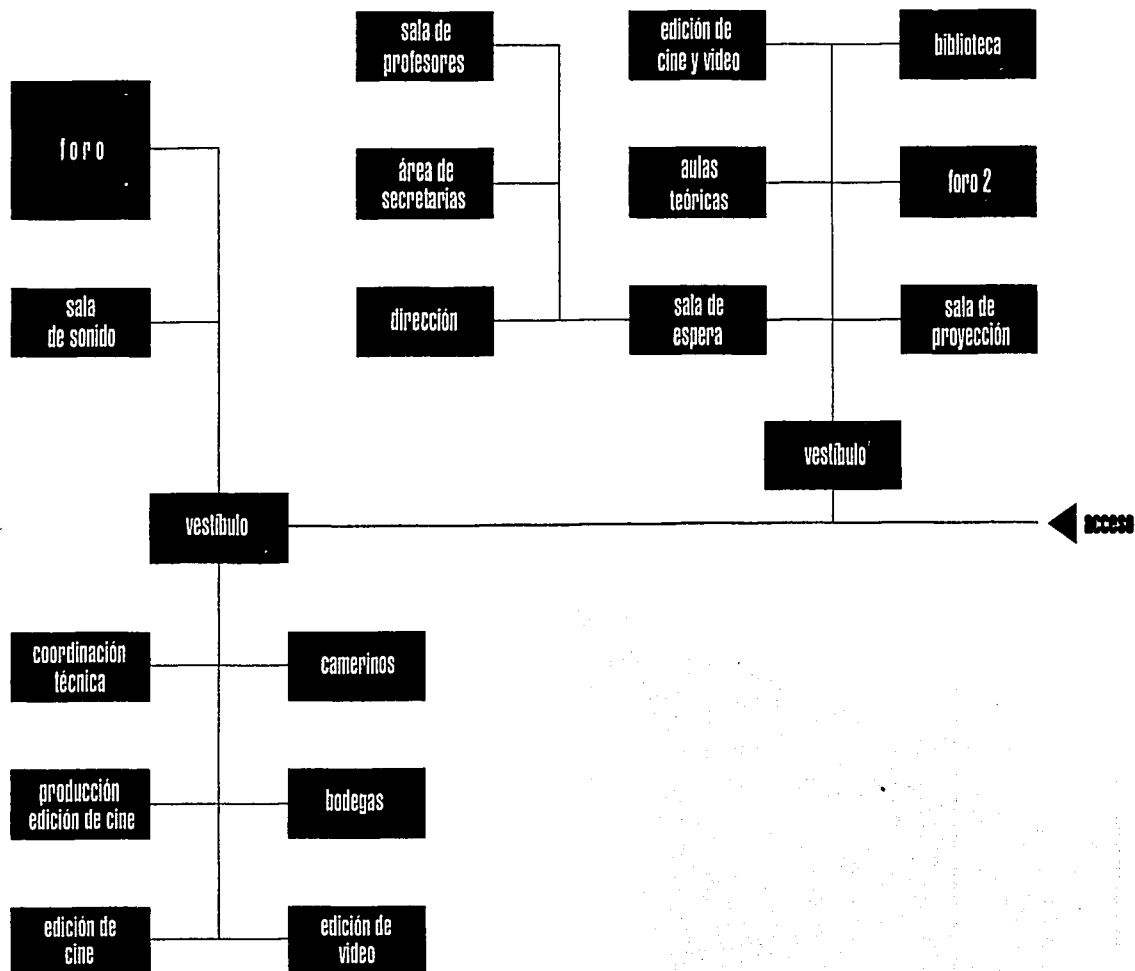 sala de
profesores
edición de
cine y video
biblioteca
foro
área de
secretarias
aulas
teóricas
foro 2
sala
de sonido
dirección
sala de
espera
sala de
proyección
vestíbulo
vestíbulo
acceso
coordinación
técnica
camerinos
producción
edición de cine
bodegas
edición de
cine
edición de
video